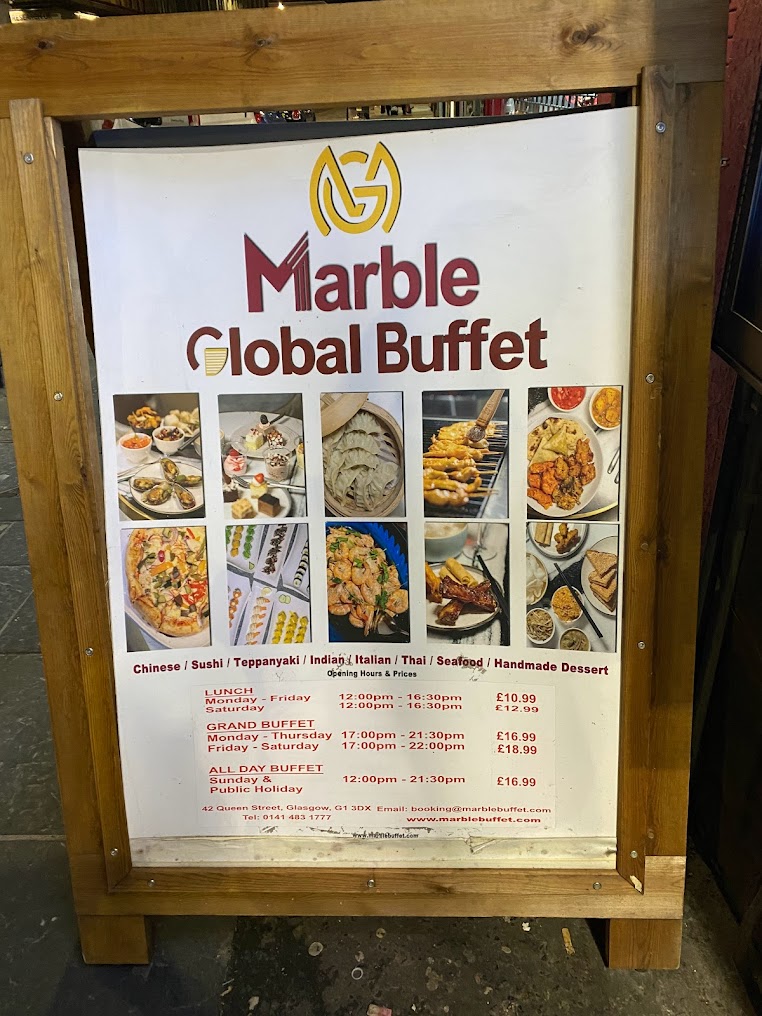 MG
Marble
Global Buffet
Chinese / Sushi / Teppanyaki / Indian / Italian / Thai / Seafood / Handmade Dessert
Opening Hours & Prices
LUNCH
Monday - Friday 12:00pm - 16:30pm £10.99
Saturday 12:00pm - 16:30pm £12.99
GRAND BUFFET
Monday - Thursday 17:00pm - 21:30pm £16.99
Friday - Saturday 17:00pm - 22:00pm £18.99
ALL DAY BUFFET
Sunday & 12:00pm - 21:30pm £16.99
Public Holiday
42 Queen Street, Glasgow, G1 3DX Email: booking@marblebuffet.com
Tel: 0141 483 1777 www.marblebuffet.com
www.marblebuffet.com